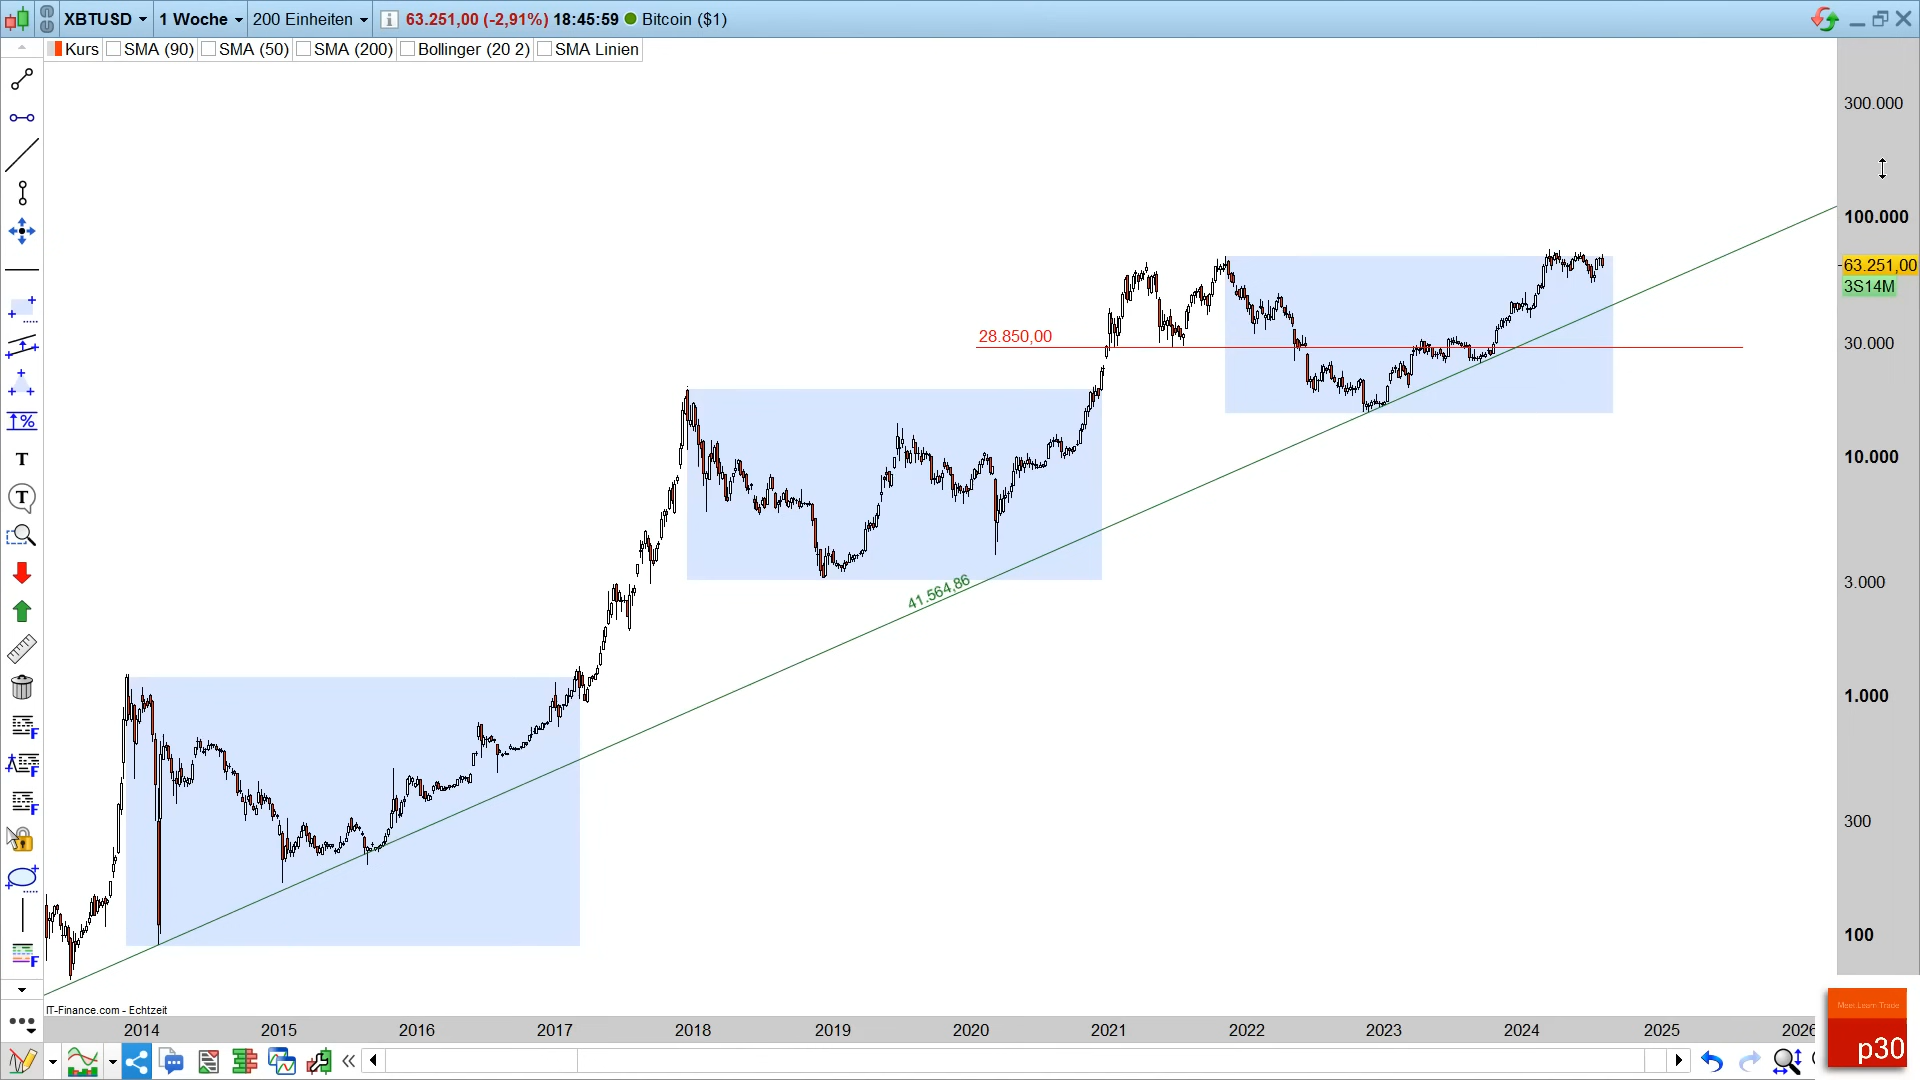 XBTUSD 1 Woche 200 Einheiten 63.251,00 (-2,91%) 18:45:59 Bitcoin ($1)
Kurs SMA (90) SMA (50) SMA (200) Bollinger (20 2) SMA Linien
300.000
100.000
63.251,00
3S14M
28.850,00
30.000
10.000
41.564,86
3.000
1.000
300
100
T
T
IT-Finance.com - Echtzeit
2014 2015 2016 2017 2018 2019 2020 2021 2022 2023 2024 2025 2026
Mein Learn Trade
p30